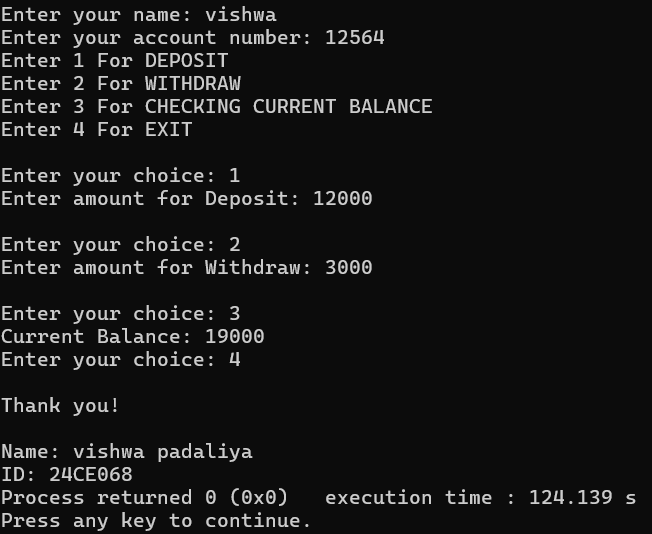 Enter your name: vishwa
Enter your account number: 12564
Enter 1 For DEPOSIT
Enter 2 For WITHDRAW
Enter 3 For CHECKING CURRENT BALANCE
Enter 4 For EXIT
Enter your choice: 1
Enter amount for Deposit: 12000
Enter your choice: 2
Enter amount for Withdraw: 3000
Enter your choice: 3
Current Balance: 19000
Enter your choice: 4
Thank you!
Name: vishwa padaliya
ID: 24CE068
Process returned 0 (0x0)   execution time : 124.139 s
Press any key to continue.